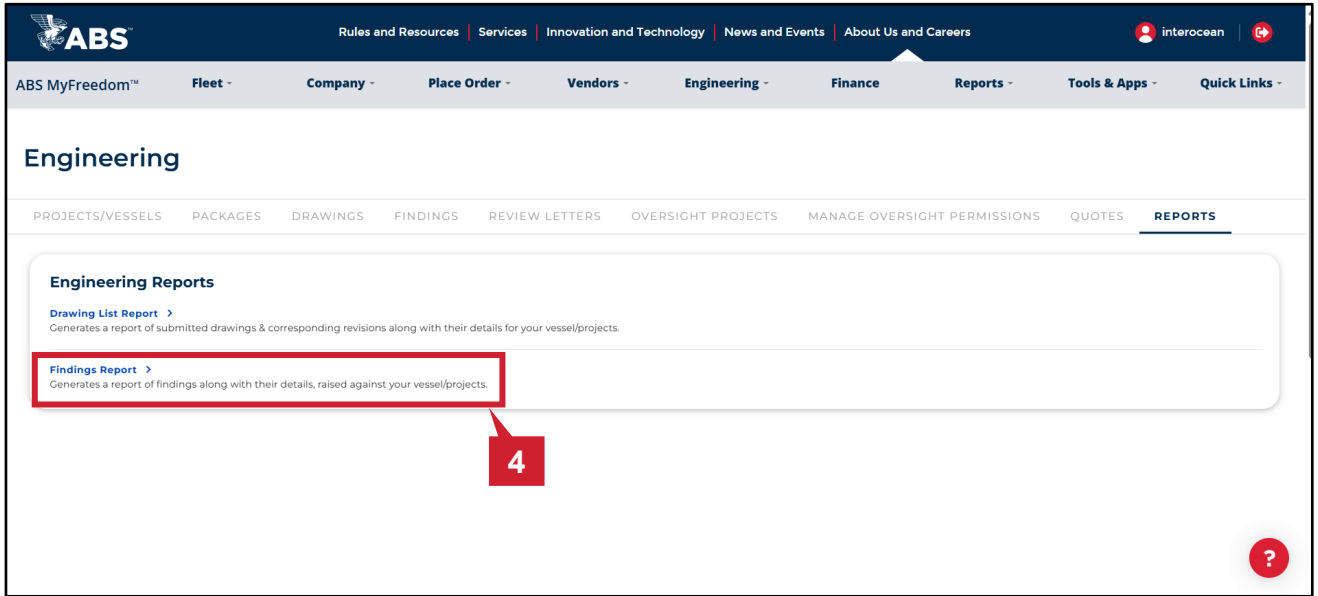 ABS™
Rules and Resources | Services | Innovation and Technology | News and Events | About Us and Careers
interocean
ABS MyFreedom™ Fleet Company Place Order Vendors Engineering Finance Reports Tools & Apps Quick Links
Engineering
PROJECTS/VESSELS PACKAGES DRAWINGS FINDINGS REVIEW LETTERS OVERSIGHT PROJECTS MANAGE OVERSIGHT PERMISSIONS QUOTES REPORTS
Engineering Reports
Drawing List Report >
Generates a report of submitted drawings & corresponding revisions along with their details for your vessel/projects.
Findings Report >
Generates a report of findings along with their details, raised against your vessel/projects.
4
?